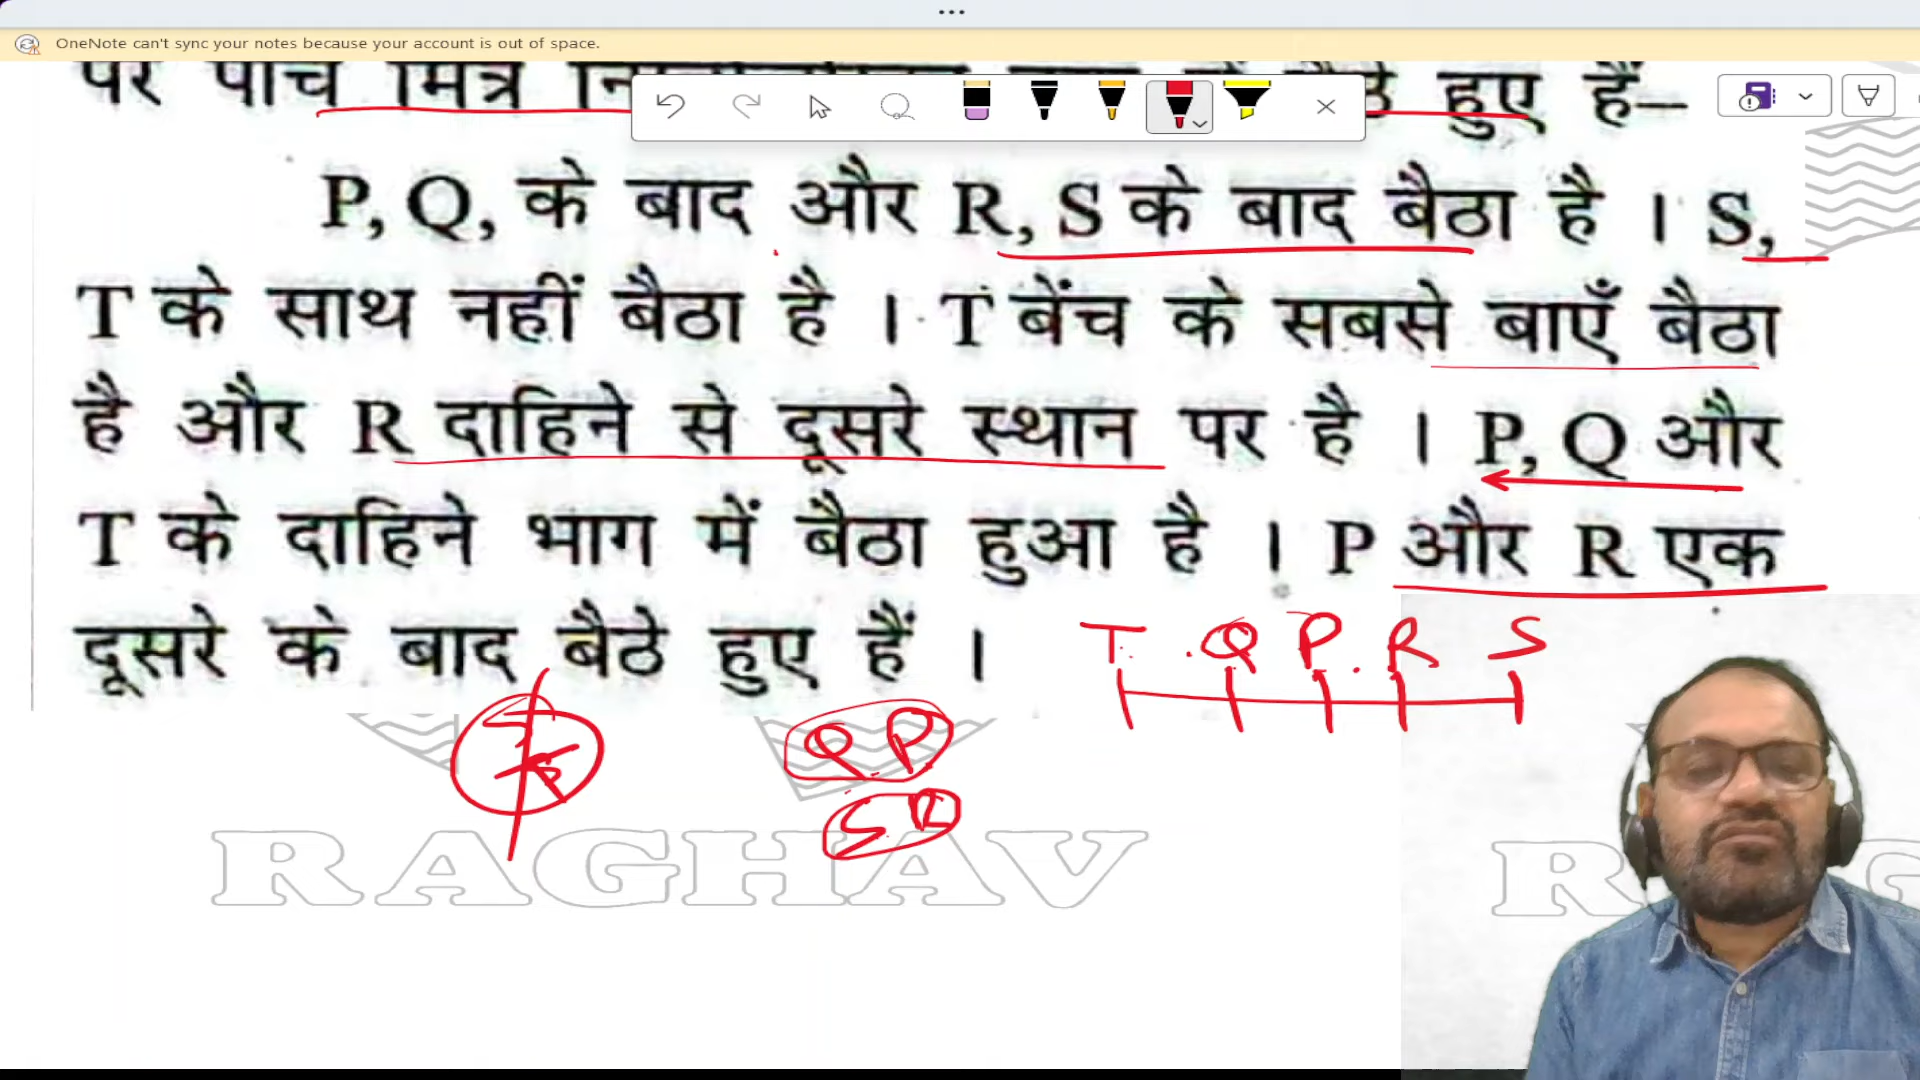 OneNote can't sync your notes because your account is out of space.
पर पांच मित्र हुए हैं—
P, Q, के बाद और R, S के बाद बैठा है । S,
T के साथ नहीं बैठा है । T बेंच के सबसे बाएँ बैठा
है और R दाहिने से दूसरे स्थान पर है । P, Q और
T के दाहिने भाग में बैठा हुआ है । P और R एक
दूसरे के बाद बैठे हुए हैं ।
T Q P R S
Q P
S R
RAGHAV